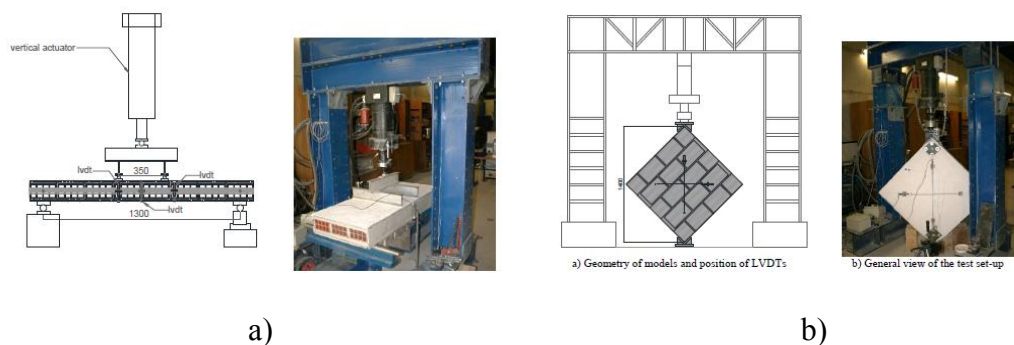 vertical actuator
350
lvdt
lvdt
lvdt
1300
1400
a) Geometry of models and position of LVDTs
b) General view of the test set-up
a)
b)